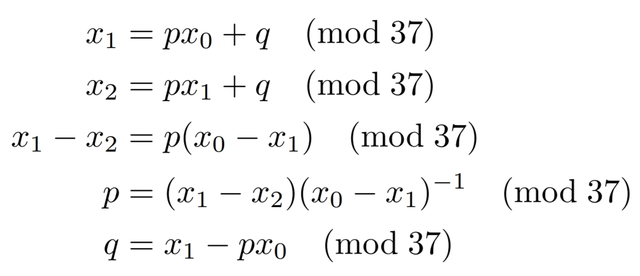 x₁ = px₀ + q (mod 37)
x₂ = px₁ + q (mod 37)
x₁ − x₂ = p(x₀ − x₁) (mod 37)
p = (x₁ − x₂)(x₀ − x₁)⁻¹ (mod 37)
q = x₁ − px₀ (mod 37)